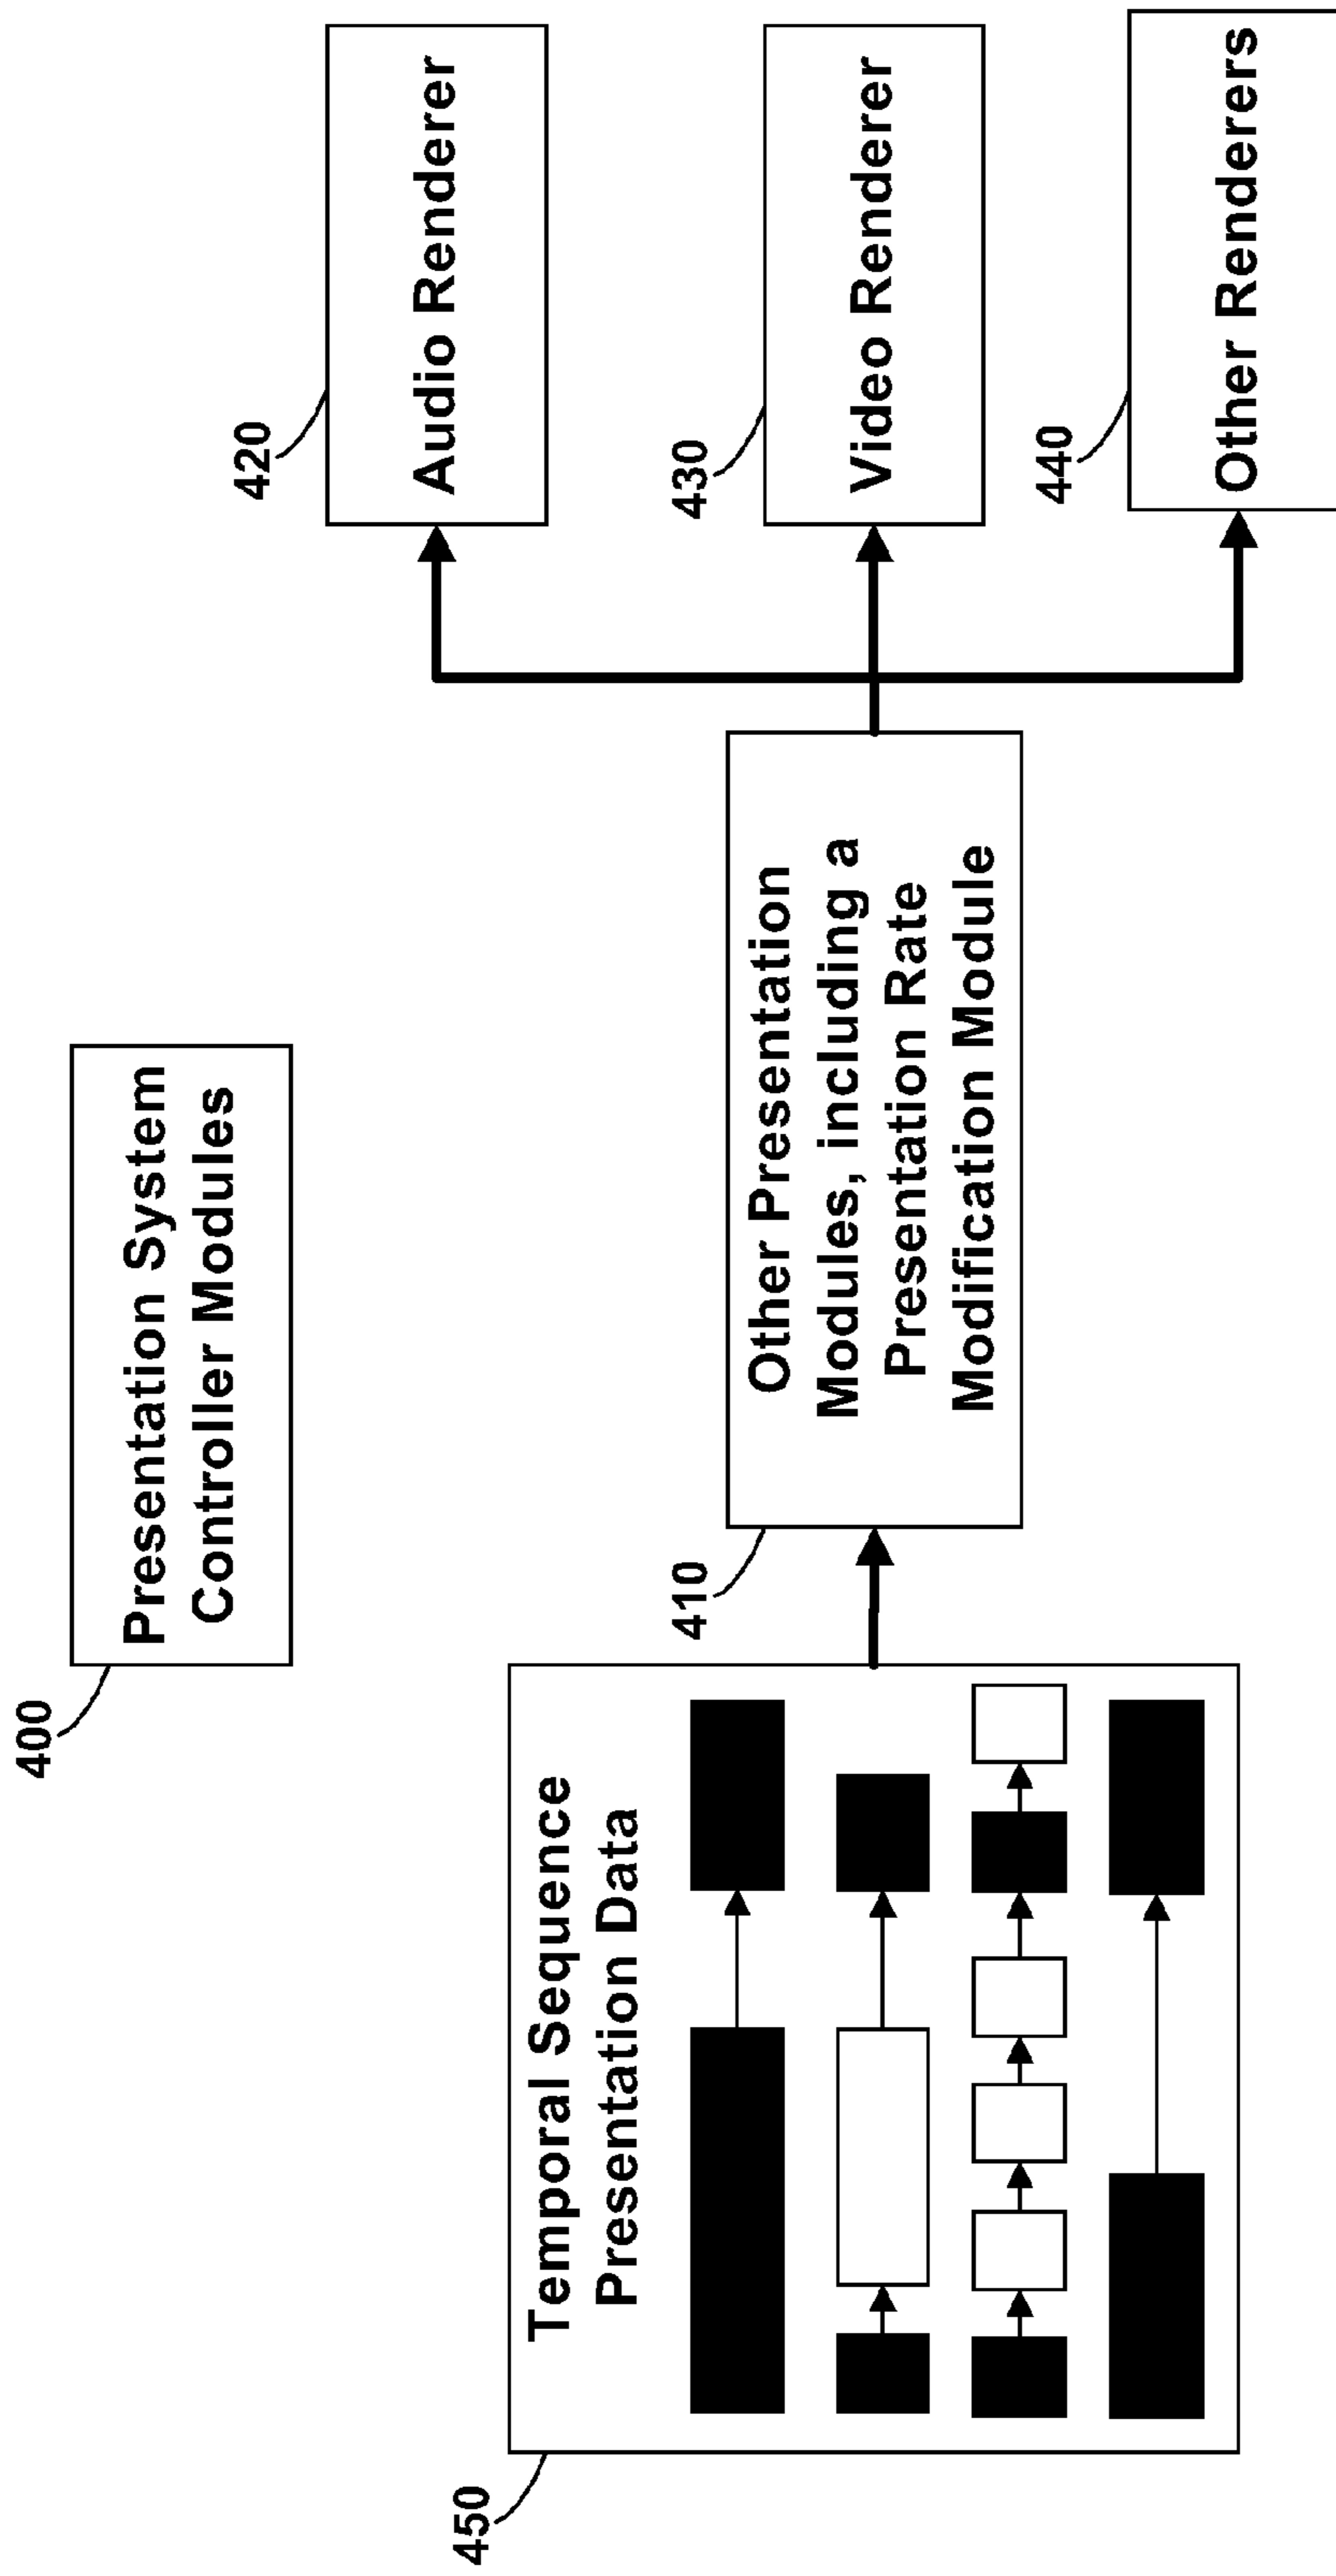 400
Presentation System
Controller Modules
420
Audio Renderer
450
Temporal Sequence
Presentation Data
410
Other Presentation
Modules, including a
Presentation Rate
Modification Module
430
Video Renderer
440
Other Renderers